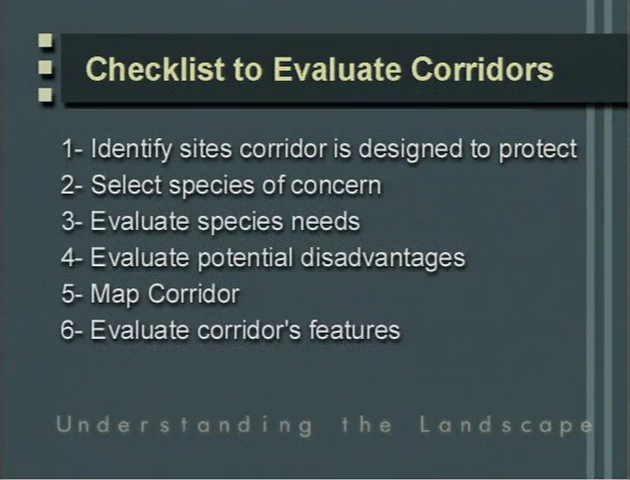 Checklist to Evaluate Corridors
1- Identify sites corridor is designed to protect
2- Select species of concern
3- Evaluate species needs
4- Evaluate potential disadvantages
5- Map Corridor
6- Evaluate corridor's features
Understanding the Landscape